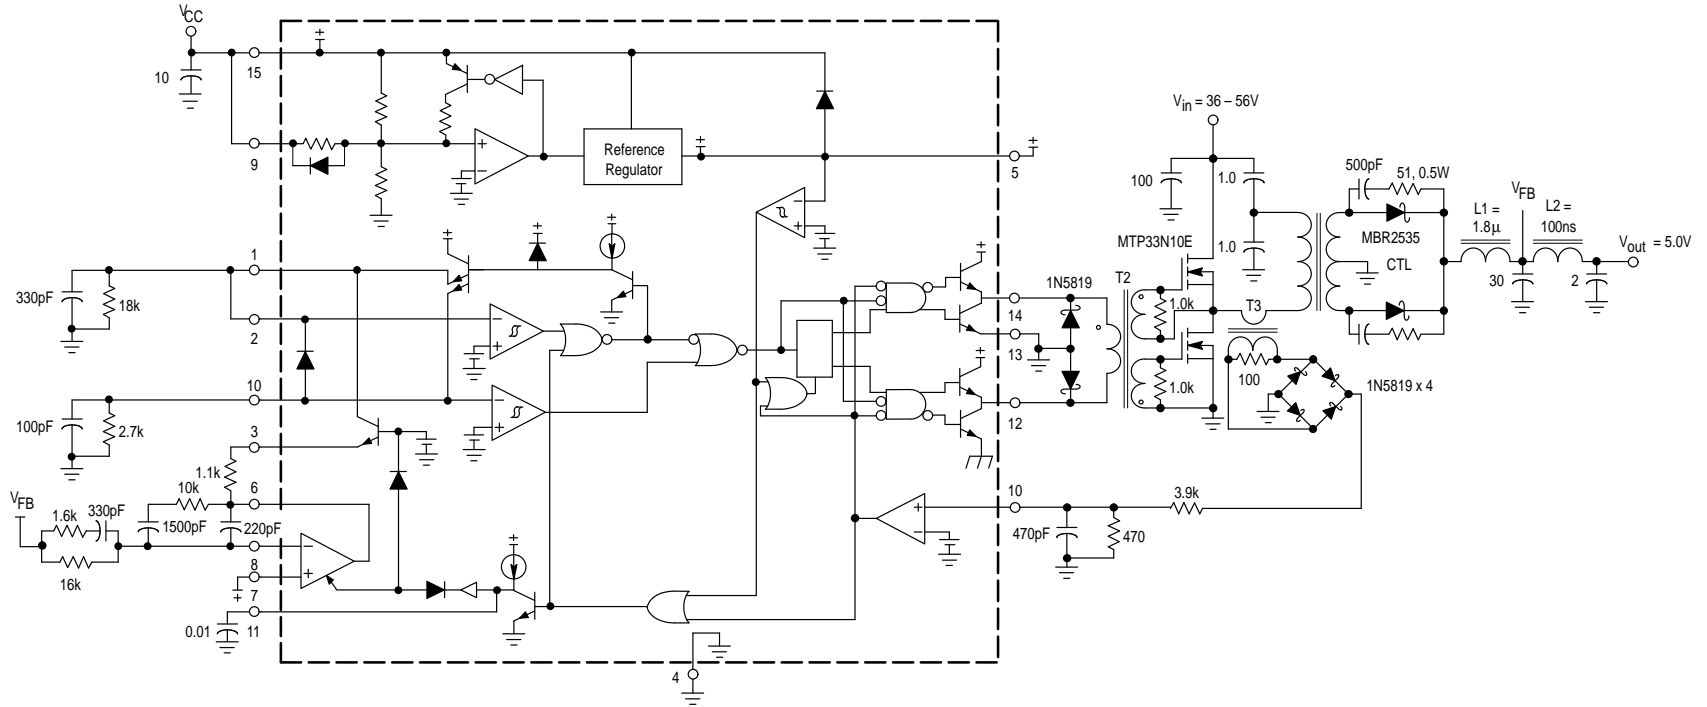 VCC
10
15
9
Reference
Regulator
5
1
330pF
18k
2
10
100pF
2.7k
3
1.1k
10k
6
VFB
1.6k
330pF
1500pF
220pF
16k
8
7
0.01
11
4
14
13
12
10
1N5819
T2
1.0k
1.0k
MTP33N10E
Vin = 36 – 56V
100
1.0
1.0
T3
100
1N5819 x 4
500pF
51, 0.5W
MBR2535
CTL
L1 =
1.8μ
VFB
L2 =
100ns
30
2
Vout = 5.0V
3.9k
470pF
470